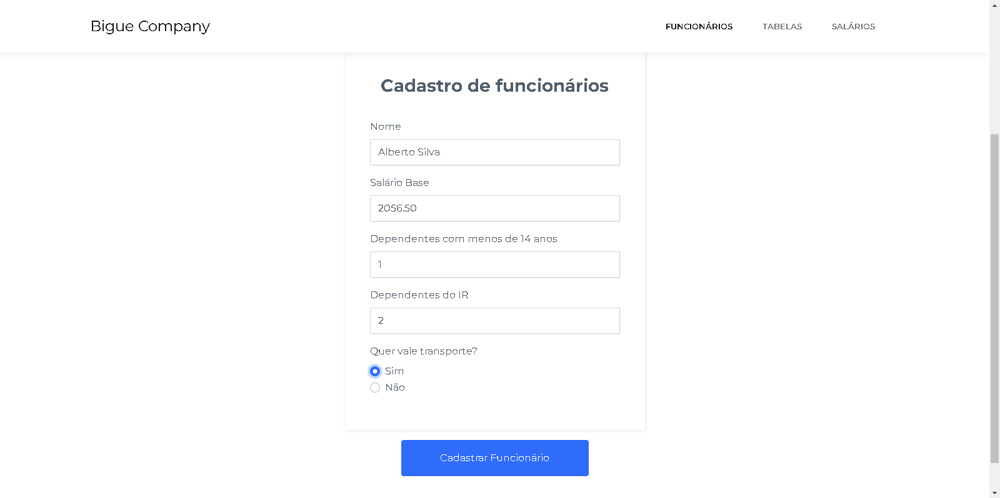 Bigue Company
FUNCIONÁRIOS
TABELAS
SALÁRIOS
Cadastro de funcionários
Nome
Alberto Silva
Salário Base
2056.50
Dependentes com menos de 14 anos
1
Dependentes do IR
2
Quer vale transporte?
Sim
Não
Cadastrar Funcionário